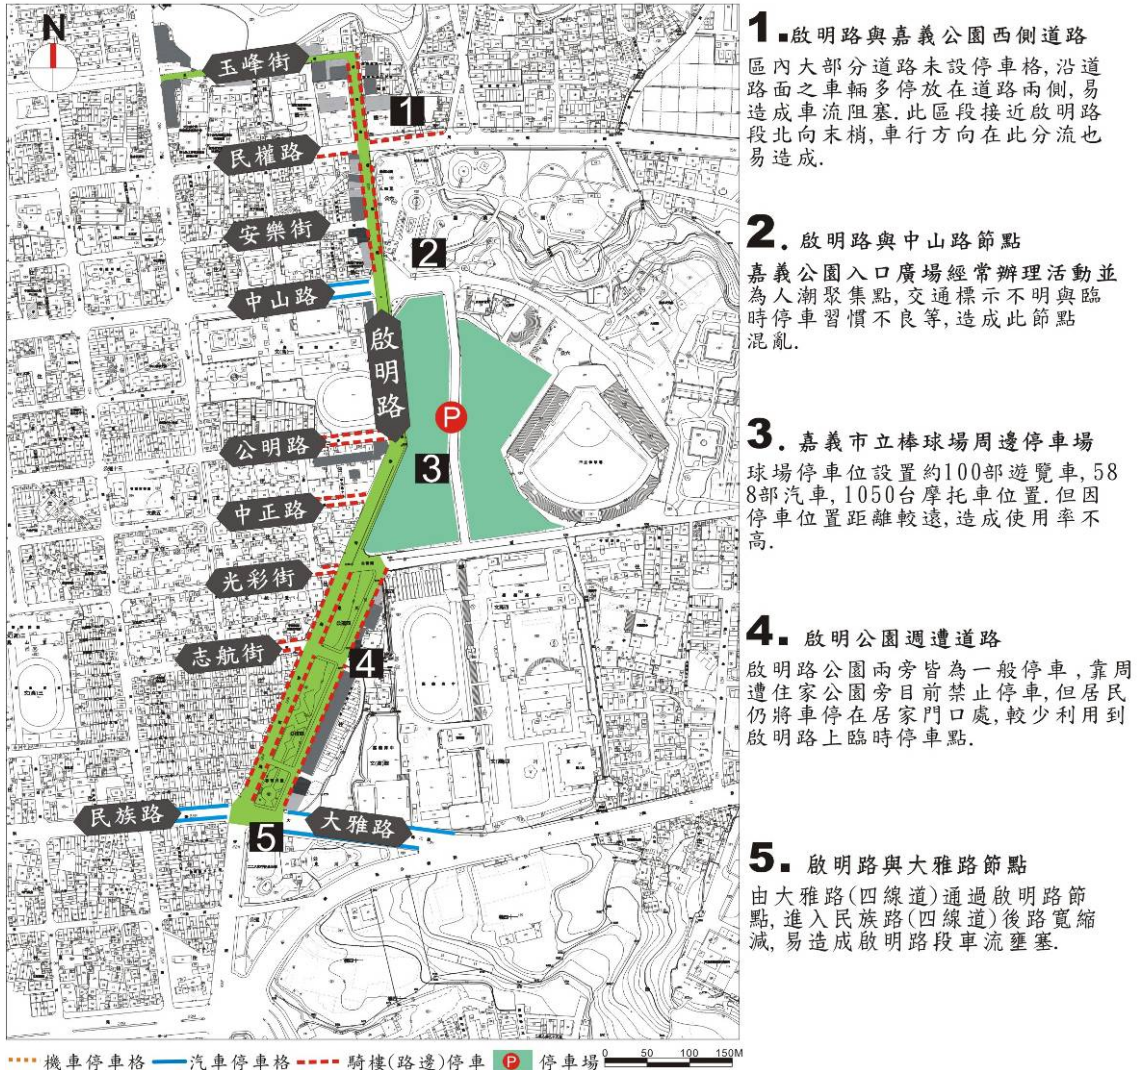 N
玉峰街
1
民權路
安樂街
2
中山路
啟明路
P
公明路
3
中正路
光彩街
志航街
4
民族路
大雅路
5
機車停車格
汽車停車格
騎樓(路邊)停車
P 停車場
0 50 100 150M
1.啟明路與嘉義公園西側道路
區內大部分道路未設停車格,沿道
路面之車輛多停放在道路兩側,易
造成車流阻塞.此區段接近啟明路
段北向末梢,車行方向在此分流也
易造成.
2. 啟明路與中山路節點
嘉義公園入口廣場經常辦理活動並
為人潮聚集點,交通標示不明與臨
時停車習慣不良等,造成此節點
混亂.
3. 嘉義市立棒球場周邊停車場
球場停車位設置約100部遊覽車,58
8部汽車,1050台摩托車位置.但因
停車位置距離較遠,造成使用率不
高.
4. 啟明公園週遭道路
啟明路公園兩旁皆為一般停車,靠周
遭住家公園旁目前禁止停車,但居民
仍將車停在居家門口處,較少利用到
啟明路上臨時停車點.
5. 啟明路與大雅路節點
由大雅路(四線道)通過啟明路節
點,進入民族路(四線道)後路寬縮
減,易造成啟明路段車流壅塞.